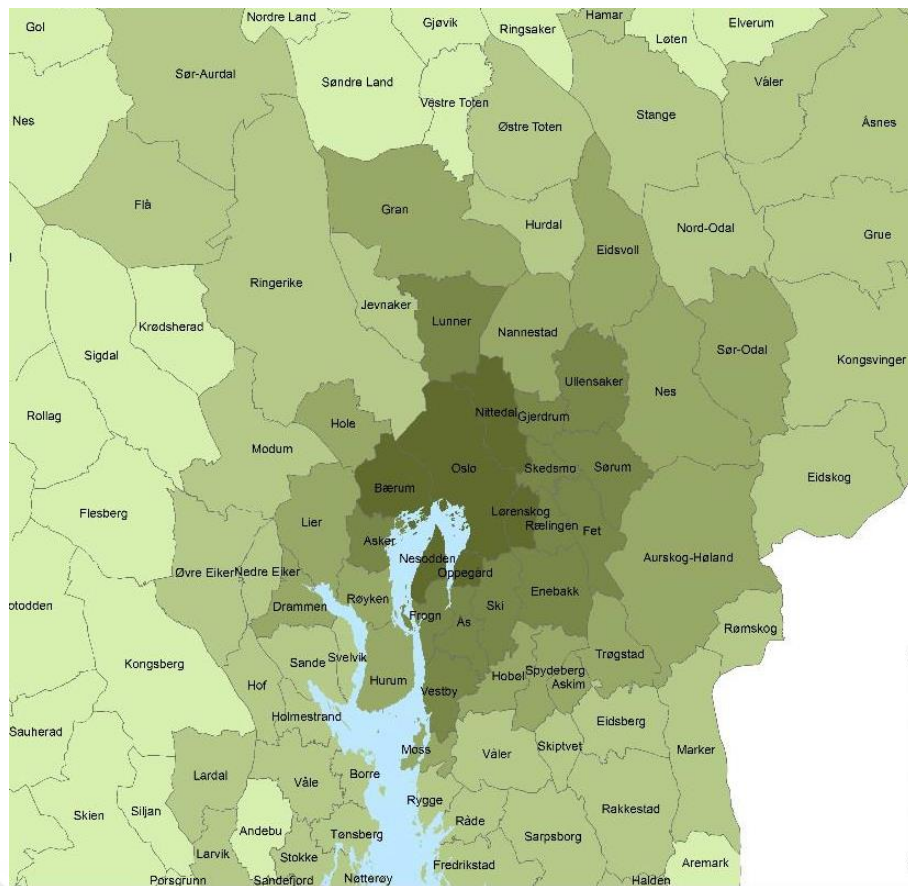 Gol
Nordre Land
Gjøvik
Ringsaker
Hamar
Løten
Elverum
Sør-Aurdal
Søndre Land
Vestre Toten
Østre Toten
Stange
Våler
Åsnes
Nes
Flå
Gran
Hurdal
Eidsvoll
Nord-Odal
Grue
Ringerike
Jevnaker
Krødsherad
Sigdal
Lunner
Nannestad
Sør-Odal
Kongsvinger
Ullensaker
Nes
Rollag
Hole
Nittedal
Gjerdrum
Modum
Oslo
Skedsmo
Sørum
Eidskog
Bærum
Flesberg
Lier
Lørenskog
Rælingen
Fet
Asker
Aurskog-Høland
Nesodden
Oppegård
Øvre Eiker
Nedre Eiker
Røyken
Enebakk
otodden
Drammen
Frogn
Ås
Ski
Rømskog
Kongsberg
Sande
Svelvik
Hurum
Vestby
Hobøl
Spydeberg
Askim
Trøgstad
Hof
Holmestrand
Eidsberg
Sauherad
Moss
Våler
Skiptvet
Marker
Lardal
Våle
Borre
Rygge
Råde
Rakkestad
Skien
Siljan
Andebu
Tønsberg
Sarpsborg
Larvik
Stokke
Fredrikstad
Aremark
Porsgrunn
Sandefjord
Nøtterøy
Halden